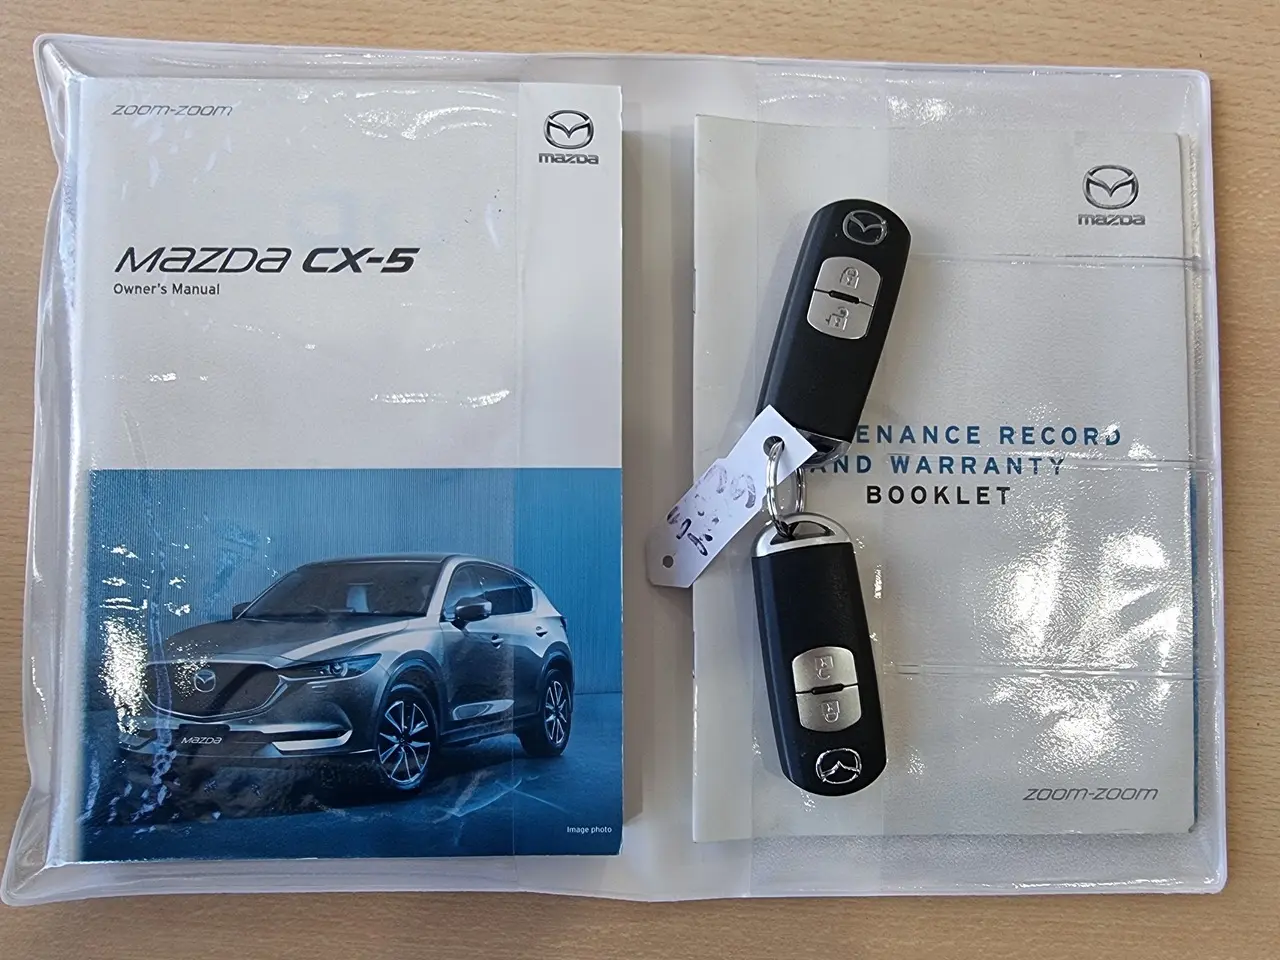 zoom-zoom
mazda
Mazda CX-5
Owner's Manual
mazda
Image photo
mazda
ENANCE RECORD
AND WARRANTY
BOOKLET
zoom-zoom